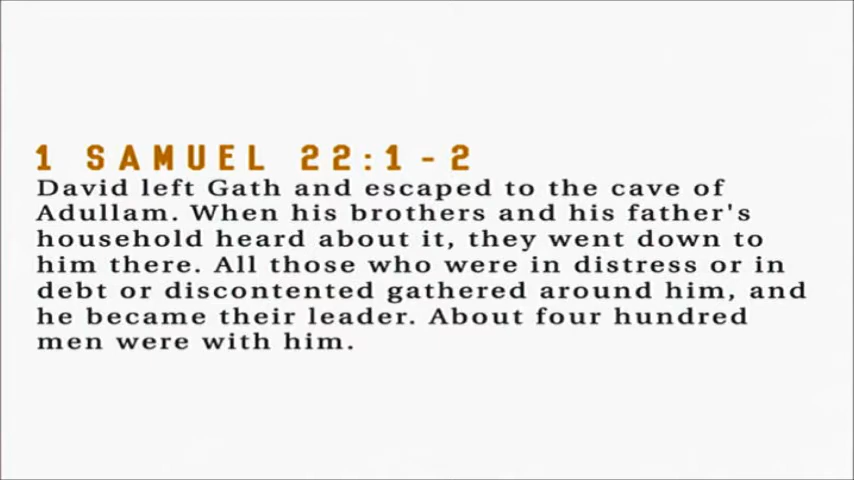 1 SAMUEL 22:1-2
David left Gath and escaped to the cave of
Adullam. When his brothers and his father's
household heard about it, they went down to
him there. All those who were in distress or in
debt or discontented gathered around him, and
he became their leader. About four hundred
men were with him.